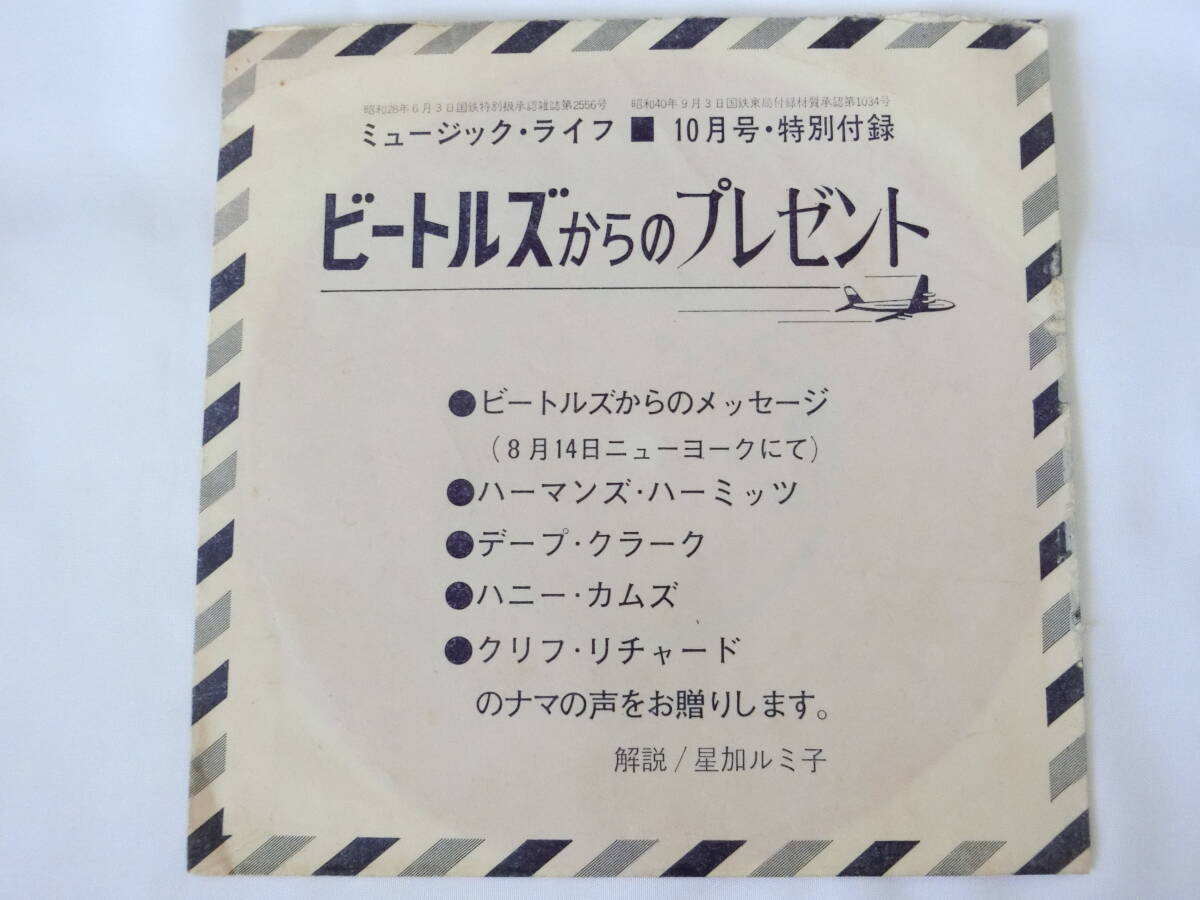 昭和28年6月3日国鉄特別扱承認雑誌第2556号　昭和40年9月3日国鉄東局付録材質承認第1034号
ミュージック・ライフ ■ 10月号・特別付録
ビートルズからのプレゼント
●ビートルズからのメッセージ
(8月14日ニューヨークにて)
●ハーマンズ・ハーミッツ
●デープ・クラーク
●ハニー・カムズ
●クリフ・リチャード
のナマの声をお贈りします。
解説/星加ルミ子